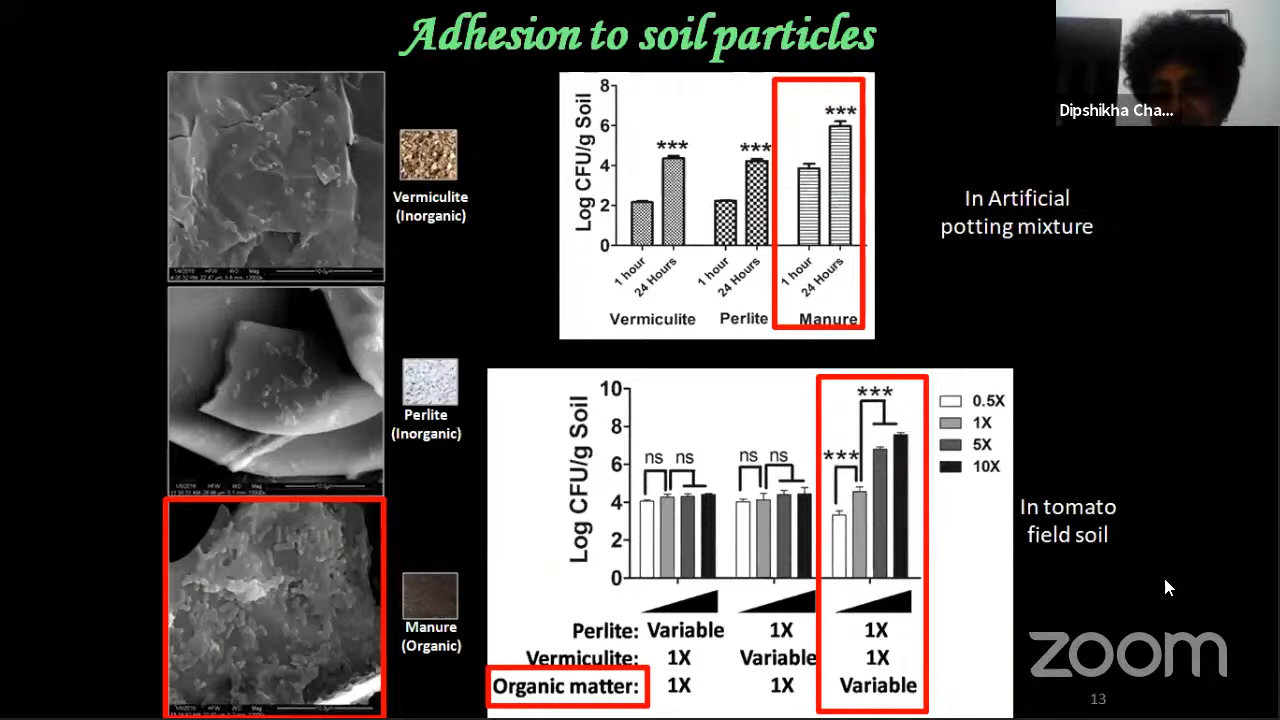 Adhesion to soil particles
Dipshikha Cha...
Vermiculite
(Inorganic)
Perlite
(Inorganic)
Manure
(Organic)
Log CFU/g Soil
8
6
4
2
0
***
***
***
1 hour
24 Hours
1 hour
24 Hours
1 hour
24 Hours
Vermiculite
Perlite
Manure
In Artificial
potting mixture
Log CFU/g Soil
10
8
6
4
2
0
ns ns
ns ns
***
***
0.5X
1X
5X
10X
Perlite: Variable 1X 1X
Vermiculite: 1X Variable 1X
Organic matter: 1X 1X Variable
In tomato
field soil
zoom
13